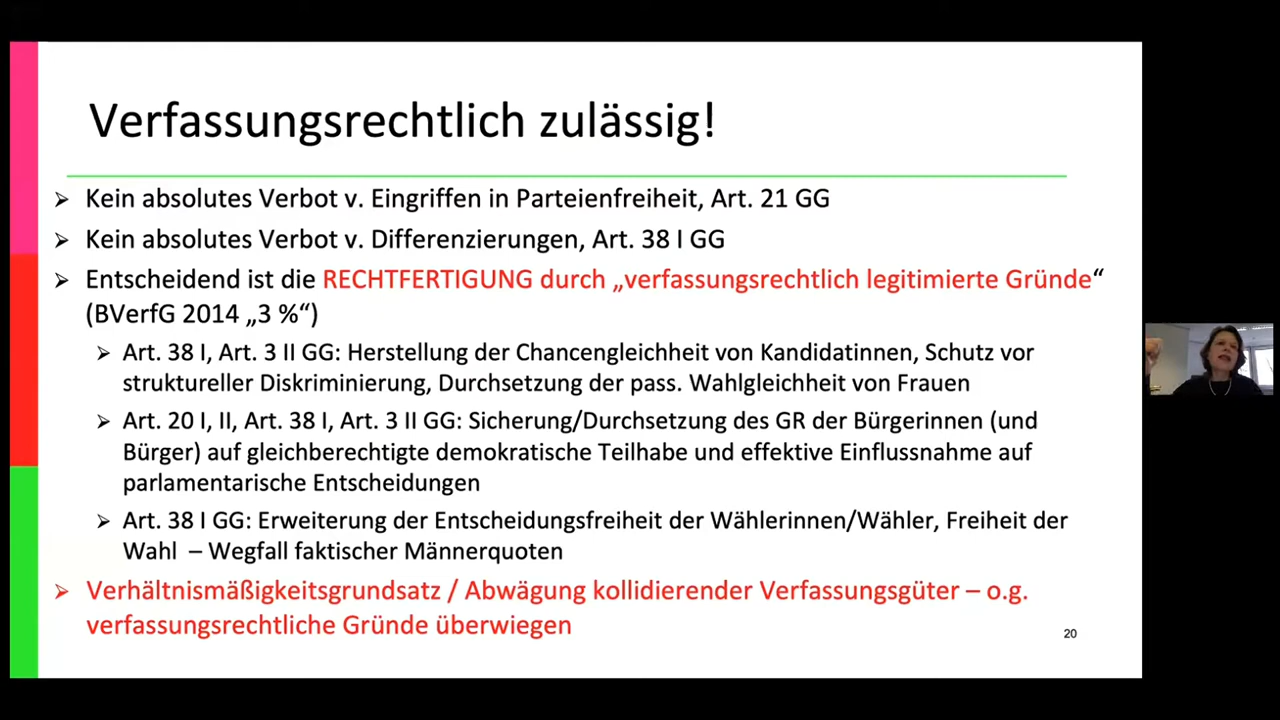 Verfassungsrechtlich zulässig!
Kein absolutes Verbot v. Eingriffen in Parteienfreiheit, Art. 21 GG
Kein absolutes Verbot v. Differenzierungen, Art. 38 I GG
Entscheidend ist die RECHTFERTIGUNG durch „verfassungsrechtlich legitimierte Gründe“
(BVerfG 2014 „3 %“)
Art. 38 I, Art. 3 II GG: Herstellung der Chancengleichheit von Kandidatinnen, Schutz vor
struktureller Diskriminierung, Durchsetzung der pass. Wahlgleichheit von Frauen
Art. 20 I, II, Art. 38 I, Art. 3 II GG: Sicherung/Durchsetzung des GR der Bürgerinnen (und
Bürger) auf gleichberechtigte demokratische Teilhabe und effektive Einflussnahme auf
parlamentarische Entscheidungen
Art. 38 I GG: Erweiterung der Entscheidungsfreiheit der Wählerinnen/Wähler, Freiheit der
Wahl – Wegfall faktischer Männerquoten
Verhältnismäßigkeitsgrundsatz / Abwägung kollidierender Verfassungsgüter – o.g.
verfassungsrechtliche Gründe überwiegen
20